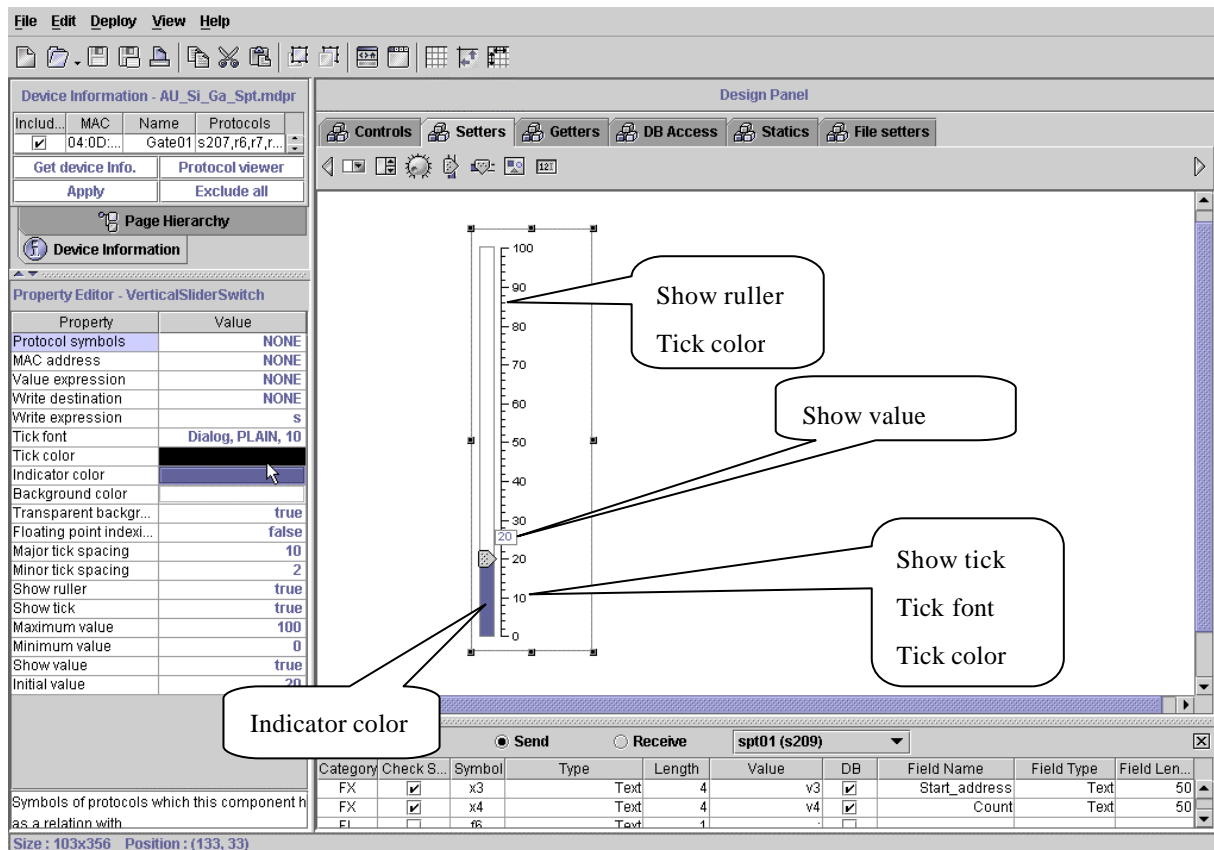 File Edit Deploy View Help
Device Information - AU_Si_Ga_Spt.mdpr
Includ... MAC Name Protocols
04:0D:... Gate01 s207,r6,r7,r...
Get device Info. Protocol viewer
Apply Exclude all
Page Hierarchy
Device Information
Property Editor - VerticalSliderSwitch
Property Value
Protocol symbols NONE
MAC address NONE
Value expression NONE
Write destination NONE
Write expression s
Tick font Dialog, PLAIN, 10
Tick color
Indicator color
Background color
Transparent backgr... true
Floating point indexi... false
Major tick spacing 10
Minor tick spacing 2
Show ruller true
Show tick true
Maximum value 100
Minimum value 0
Show value true
Initial value 20
Symbols of protocols which this component h
as a relation with
Size : 103x356 Position : (133, 33)
Design Panel
Controls Setters Getters DB Access Statics File setters
100
90
80
70
60
50
40
30
20
20
10
0
Show ruller
Tick color
Show value
Show tick
Tick font
Tick color
Indicator color
Send Receive spt01 (s209)
Category Check S... Symbol Type Length Value DB Field Name Field Type Field Len...
FX x3 Text 4 v3 Start_address Text 50
FX x4 Text 4 v4 Count Text 50